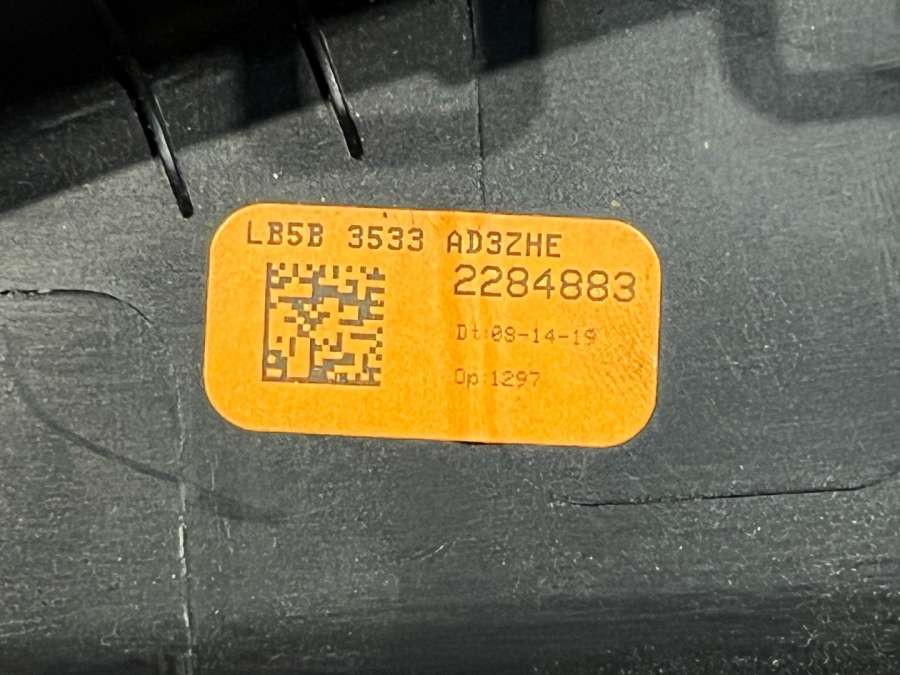 LB5B 3533 AD3ZHE
2284883
Dt:08-14-19
Op:1297